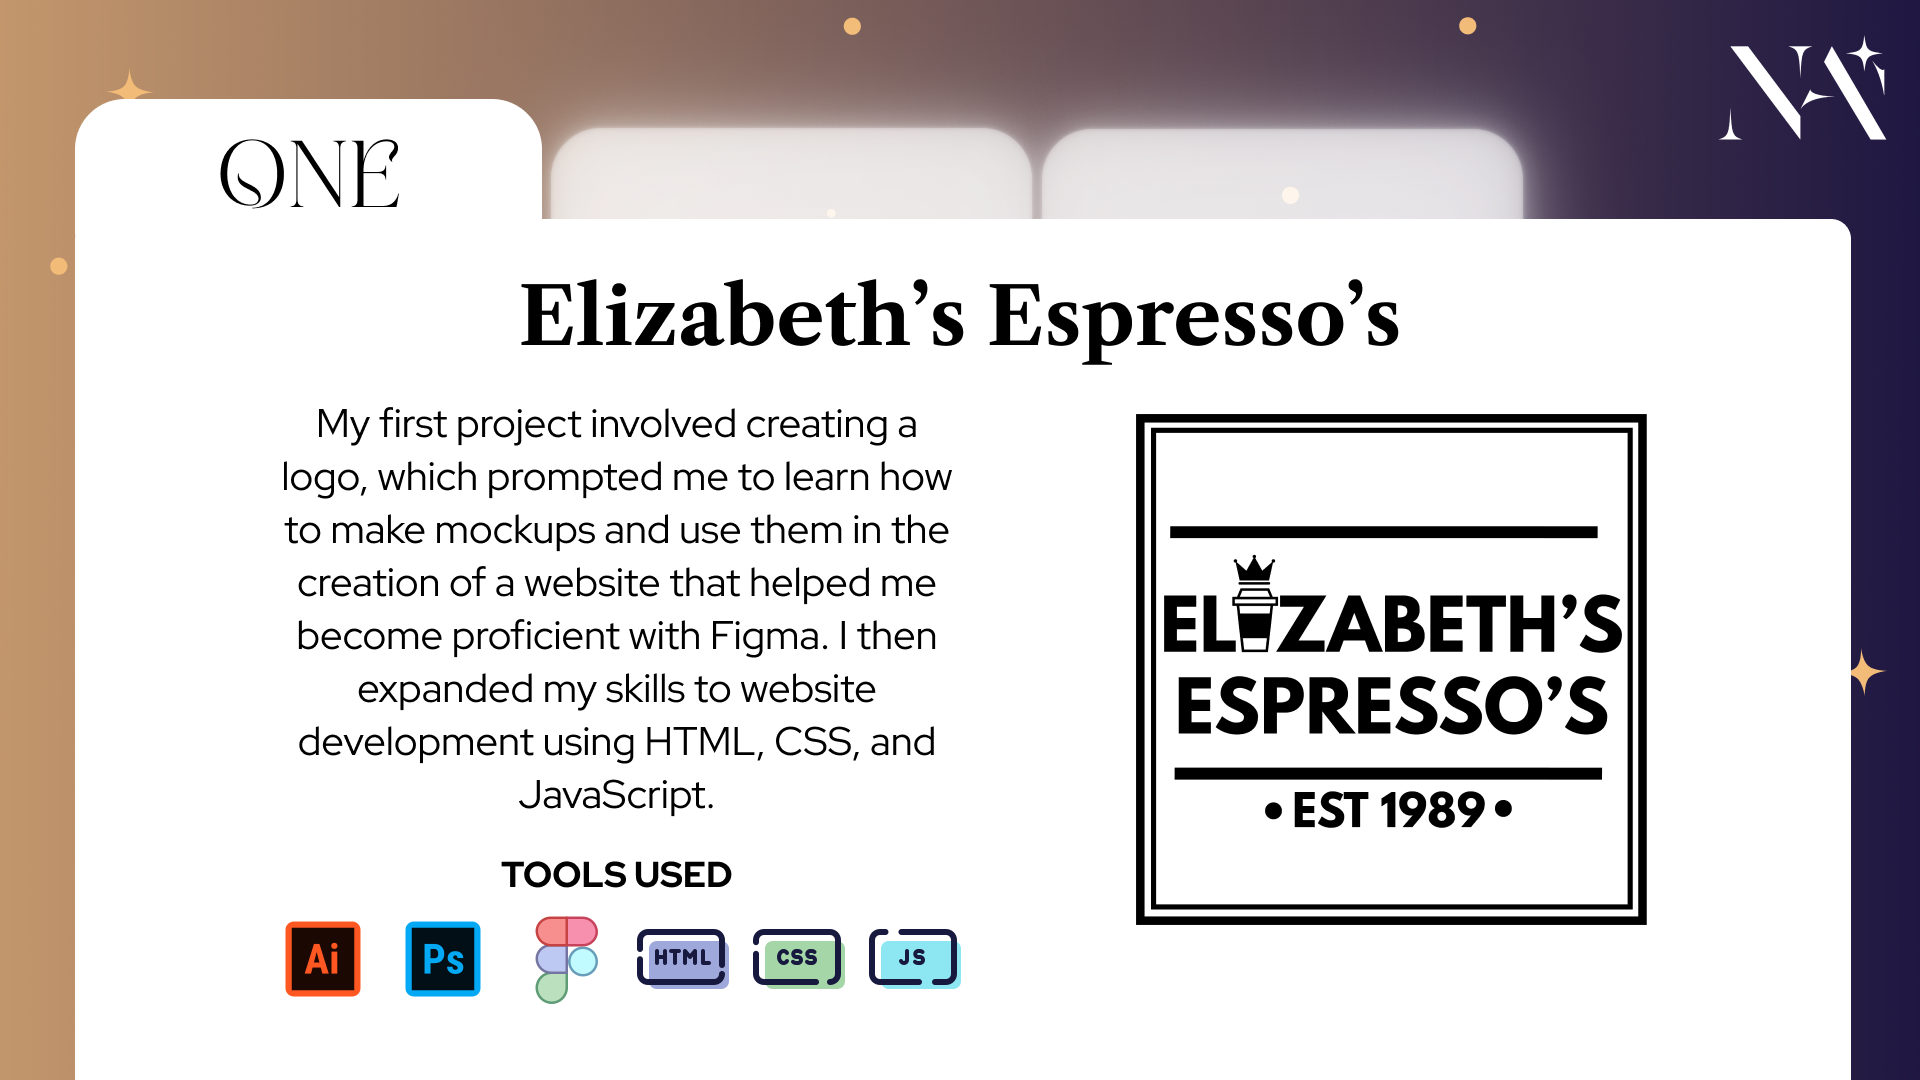 NA
ONE
Elizabeth’s Espresso’s
My first project involved creating a
logo, which prompted me to learn how
to make mockups and use them in the
creation of a website that helped me
become proficient with Figma. I then
expanded my skills to website
development using HTML, CSS, and
JavaScript.
TOOLS USED
Ai Ps HTML CSS JS
ELIZABETH’S
ESPRESSO’S
• EST 1989 •